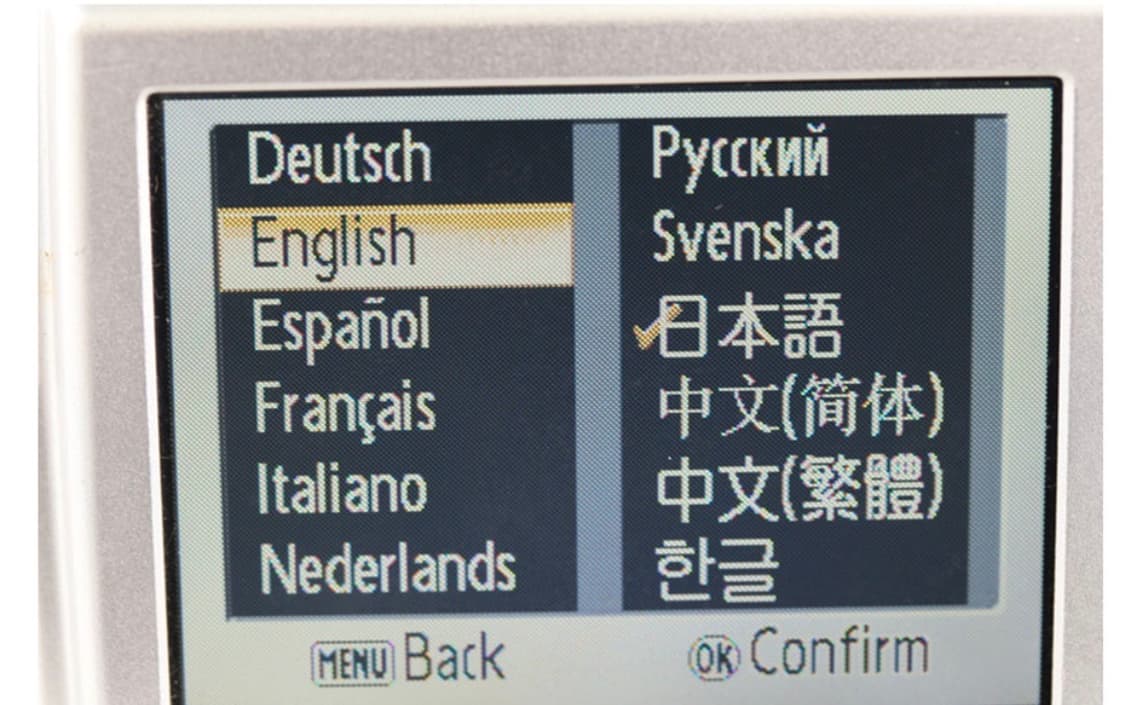 Deutsch
English
Español
Français
Italiano
Nederlands
Русский
Svenska
日本語
中文(简体)
中文(繁體)
한글
MENU Back
OK Confirm